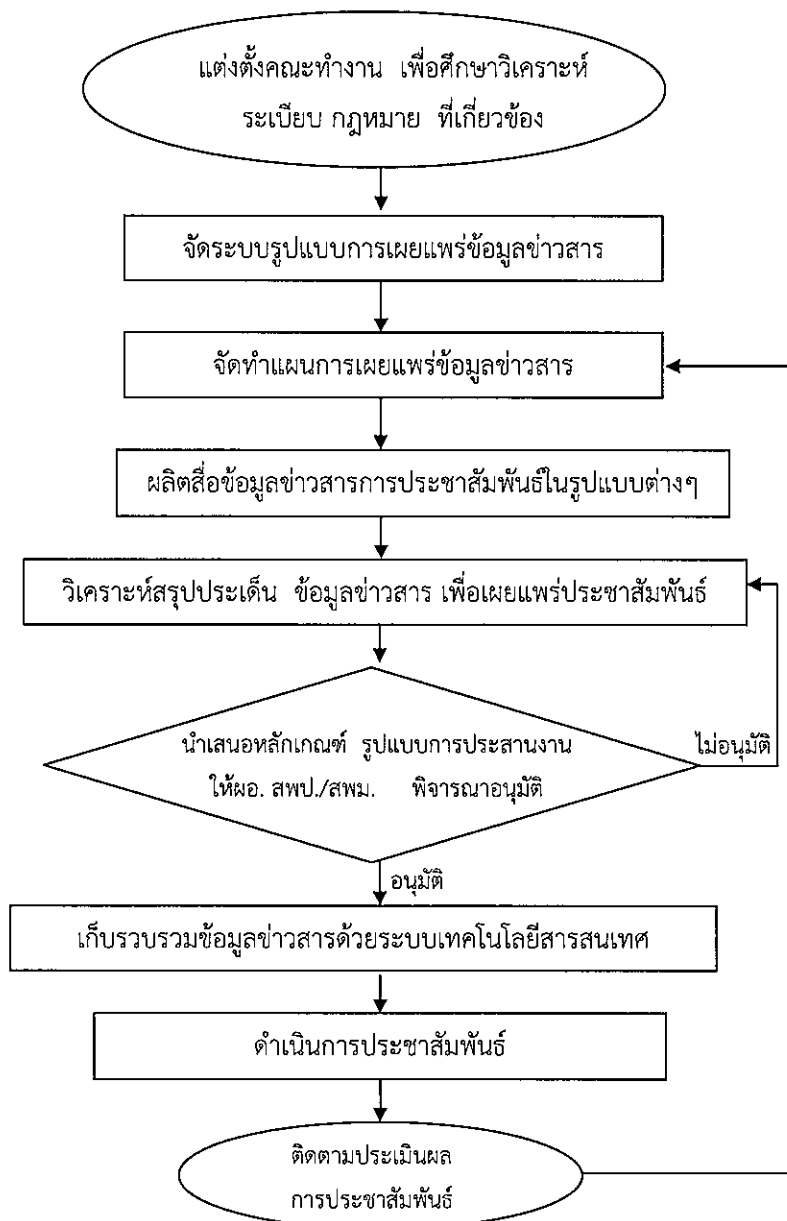 แต่งตั้งคณะทำงาน เพื่อศึกษาวิเคราะห์
ระเบียบ กฎหมาย ที่เกี่ยวข้อง
จัดระบบรูปแบบการเผยแพร่ข้อมูลข่าวสาร
จัดทำแผนการเผยแพร่ข้อมูลข่าวสาร
ผลิตสื่อข้อมูลข่าวสารการประชาสัมพันธ์ในรูปแบบต่างๆ
วิเคราะห์สรุปประเด็น ข้อมูลข่าวสาร เพื่อเผยแพร่ประชาสัมพันธ์
นำเสนอหลักเกณฑ์ รูปแบบการประสานงาน
ให้ผอ. สพป./สพม. พิจารณาอนุมัติ
ไม่อนุมัติ
อนุมัติ
เก็บรวบรวมข้อมูลข่าวสารด้วยระบบเทคโนโลยีสารสนเทศ
ดำเนินการประชาสัมพันธ์
ติดตามประเมินผล
การประชาสัมพันธ์